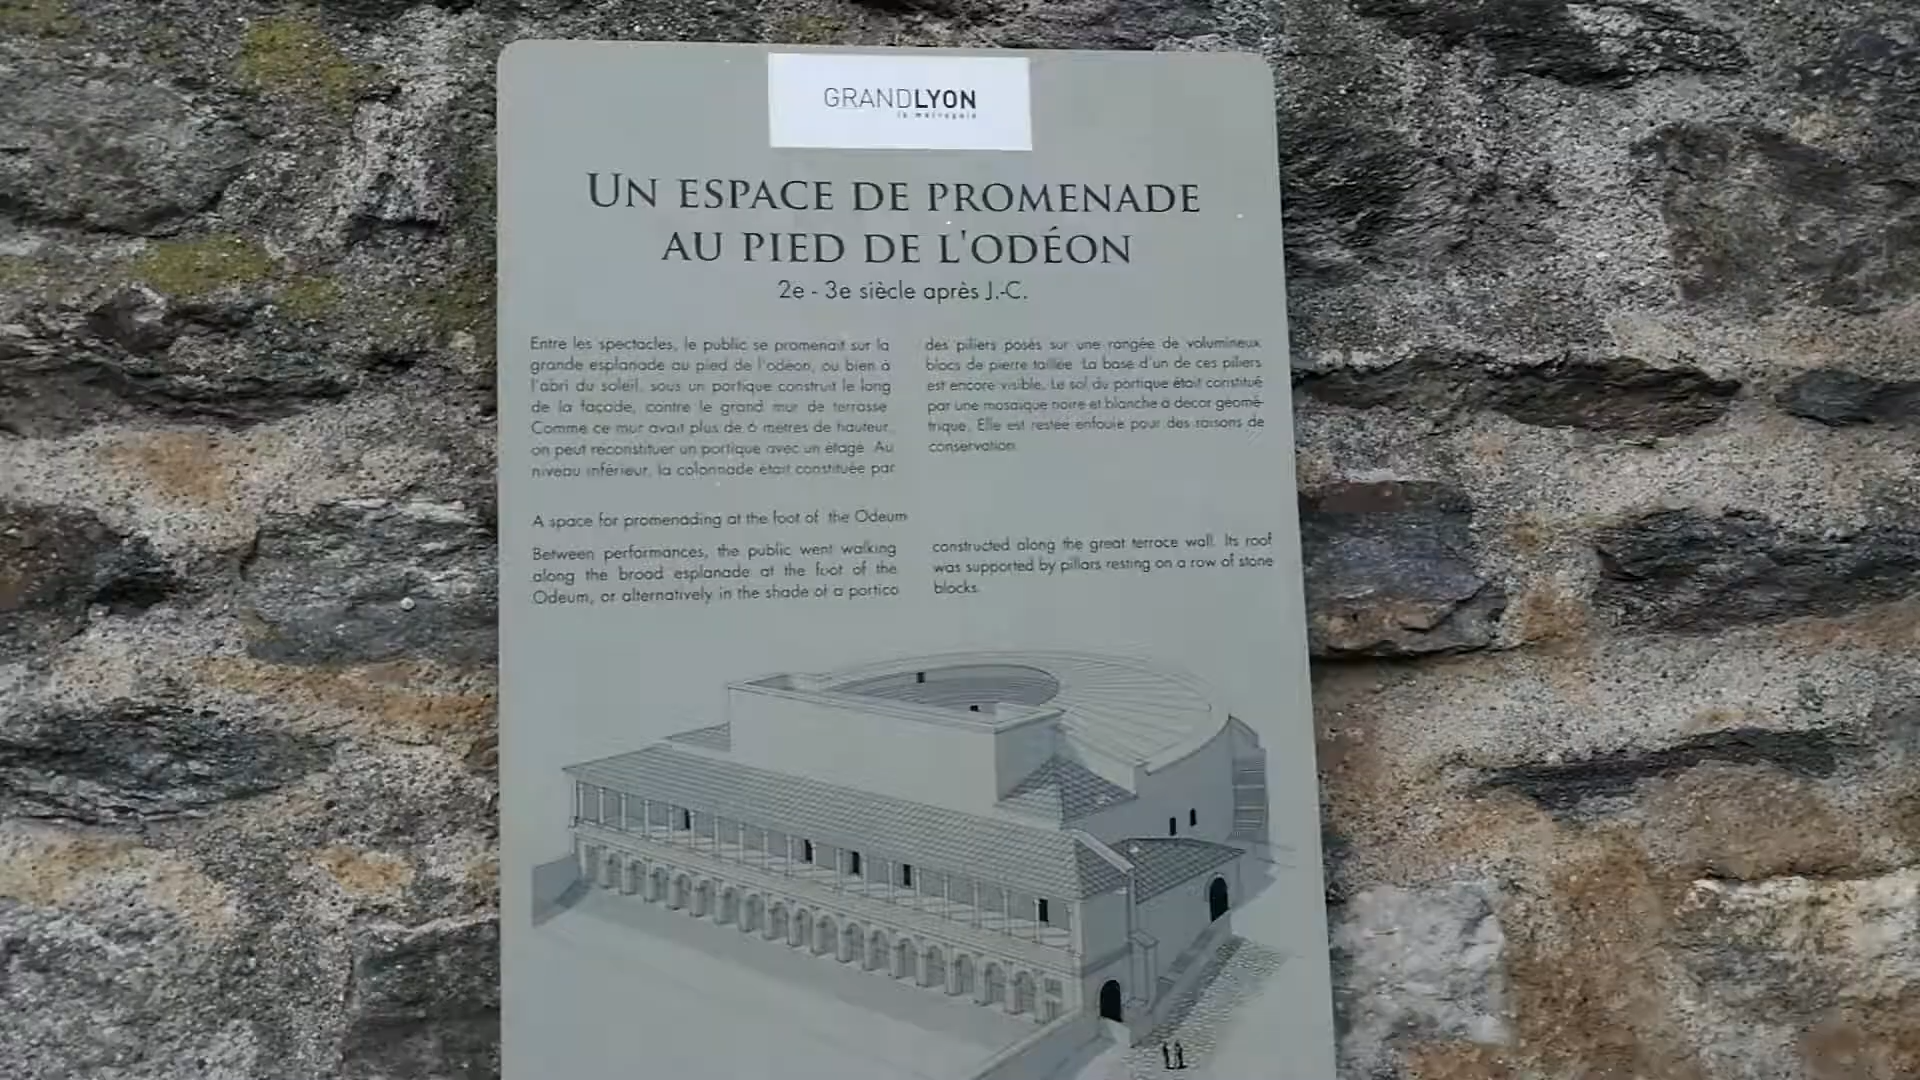 GRANDLYON
la métropole
UN ESPACE DE PROMENADE
AU PIED DE L'ODÉON
2e - 3e siècle après J.-C.
Entre les spectacles, le public se promenait sur la
grande esplanade au pied de l'odéon, ou bien à
l'abri du soleil, sous un portique construit le long
de la façade, contre le grand mur de terrasse.
Comme ce mur avait plus de 6 mètres de hauteur,
on peut reconstituer un portique avec un étage. Au
niveau inférieur, la colonnade était constituée par
des piliers posés sur une rangée de volumineux
blocs de pierre taillée. La base d'un de ces piliers
est encore visible. Le sol du portique était constitué
par une mosaïque noire et blanche à décor géomé-
trique. Elle est restée enfouie pour des raisons de
conservation.
A space for promenading at the foot of the Odeum
Between performances, the public went walking
along the broad esplanade at the foot of the
Odeum, or alternatively in the shade of a portico
constructed along the great terrace wall. Its roof
was supported by pillars resting on a row of stone
blocks.